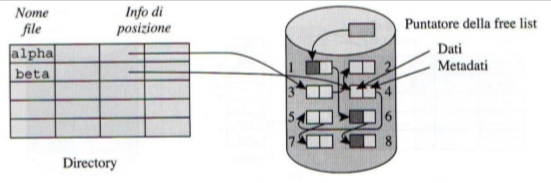 Nome file
Info di posizione
alpha
beta
Directory
Puntatore della free list
Dati
Metadati
1
2
3
4
5
6
7
8